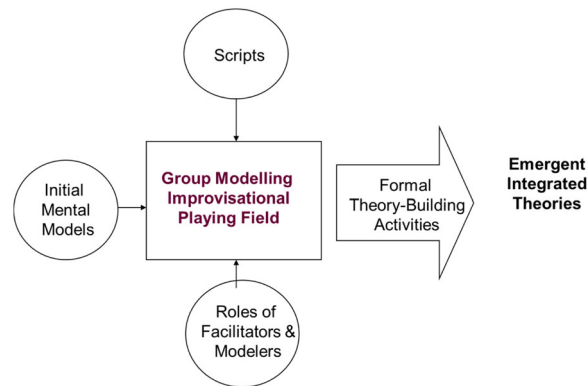 Scripts
Group Modelling
Improvisational
Playing Field
Initial
Mental
Models
Formal
Theory-Building
Activities
Emergent
Integrated
Theories
Roles of
Facilitators &
Modelers